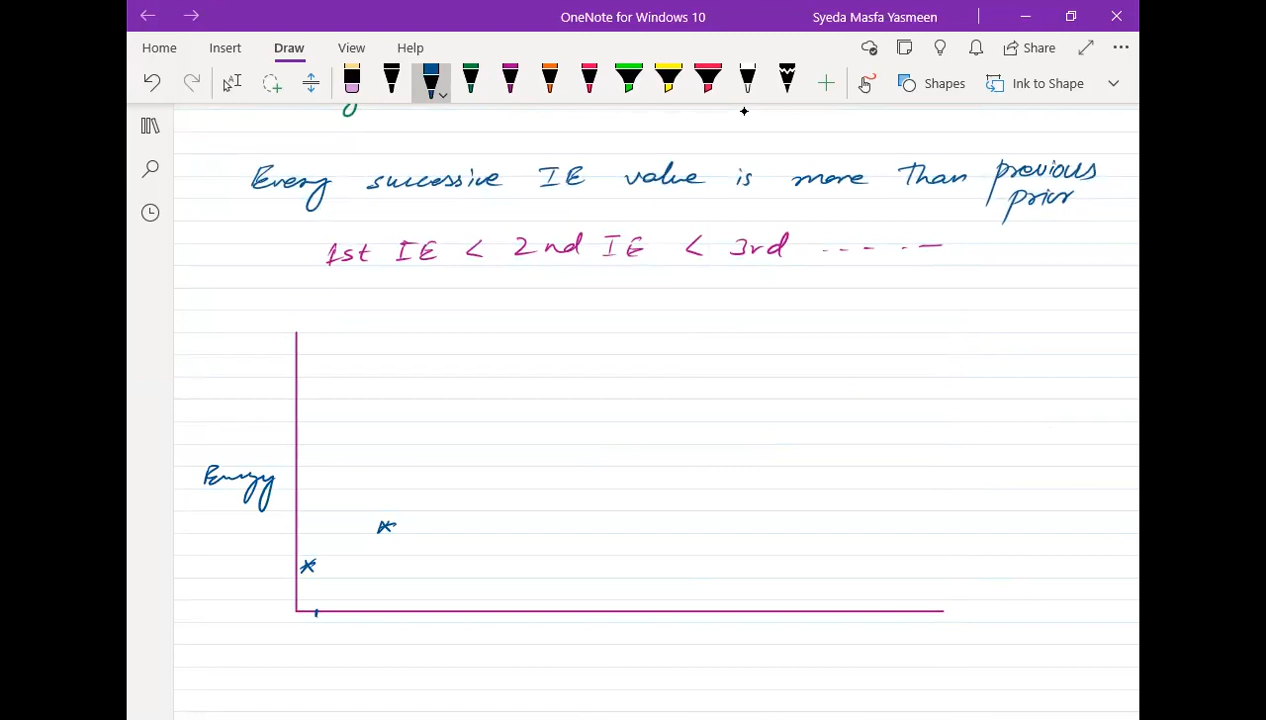 OneNote for Windows 10
Syeda Masfa Yasmeen
Home Insert Draw View Help
Share
Shapes
Ink to Shape
Every successive IE value is more than previous
prior
1st IE < 2nd IE < 3rd ------
Energy